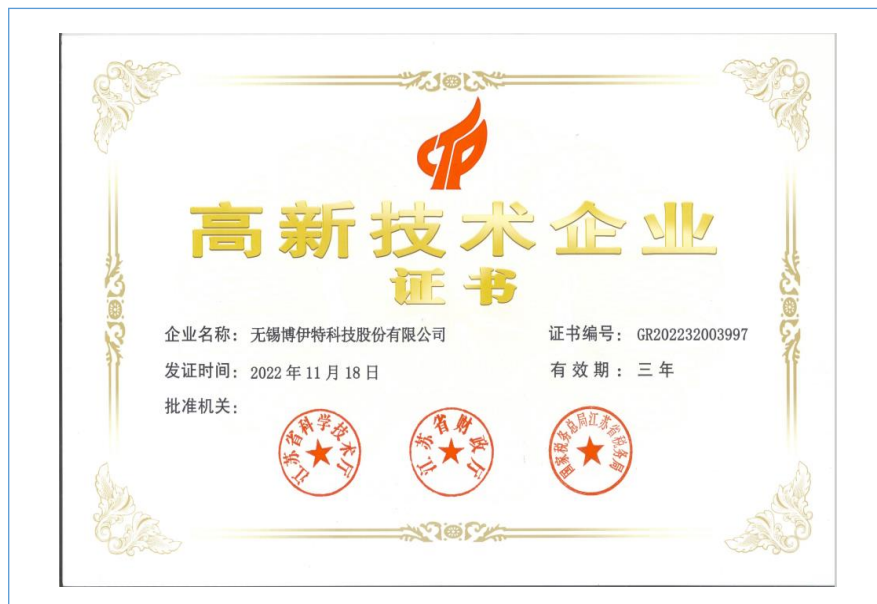 CTP
高新技术企业
证书
企业名称：无锡博伊特科技股份有限公司
证书编号：GR202232003997
发证时间：2022年11月18日
有效期：三年
批准机关：
江苏省科学技术厅
江苏省财政厅
国家税务总局江苏省税务局